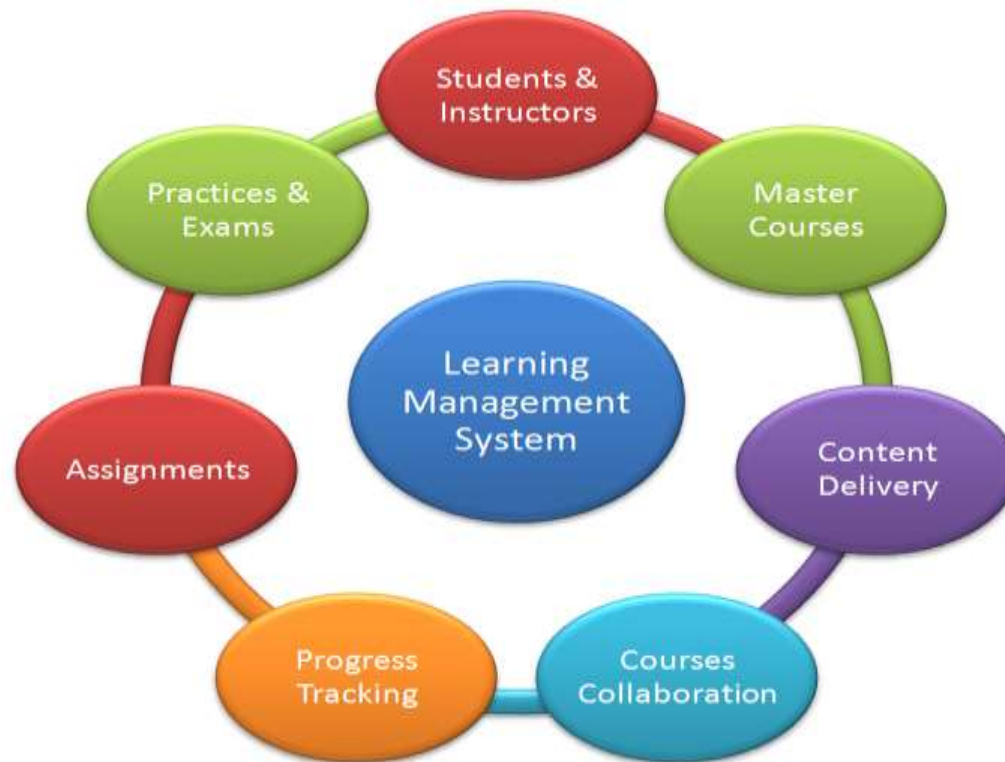 Students &
Instructors
Master
Courses
Content
Delivery
Courses
Collaboration
Progress
Tracking
Assignments
Practices &
Exams
Learning
Management
System